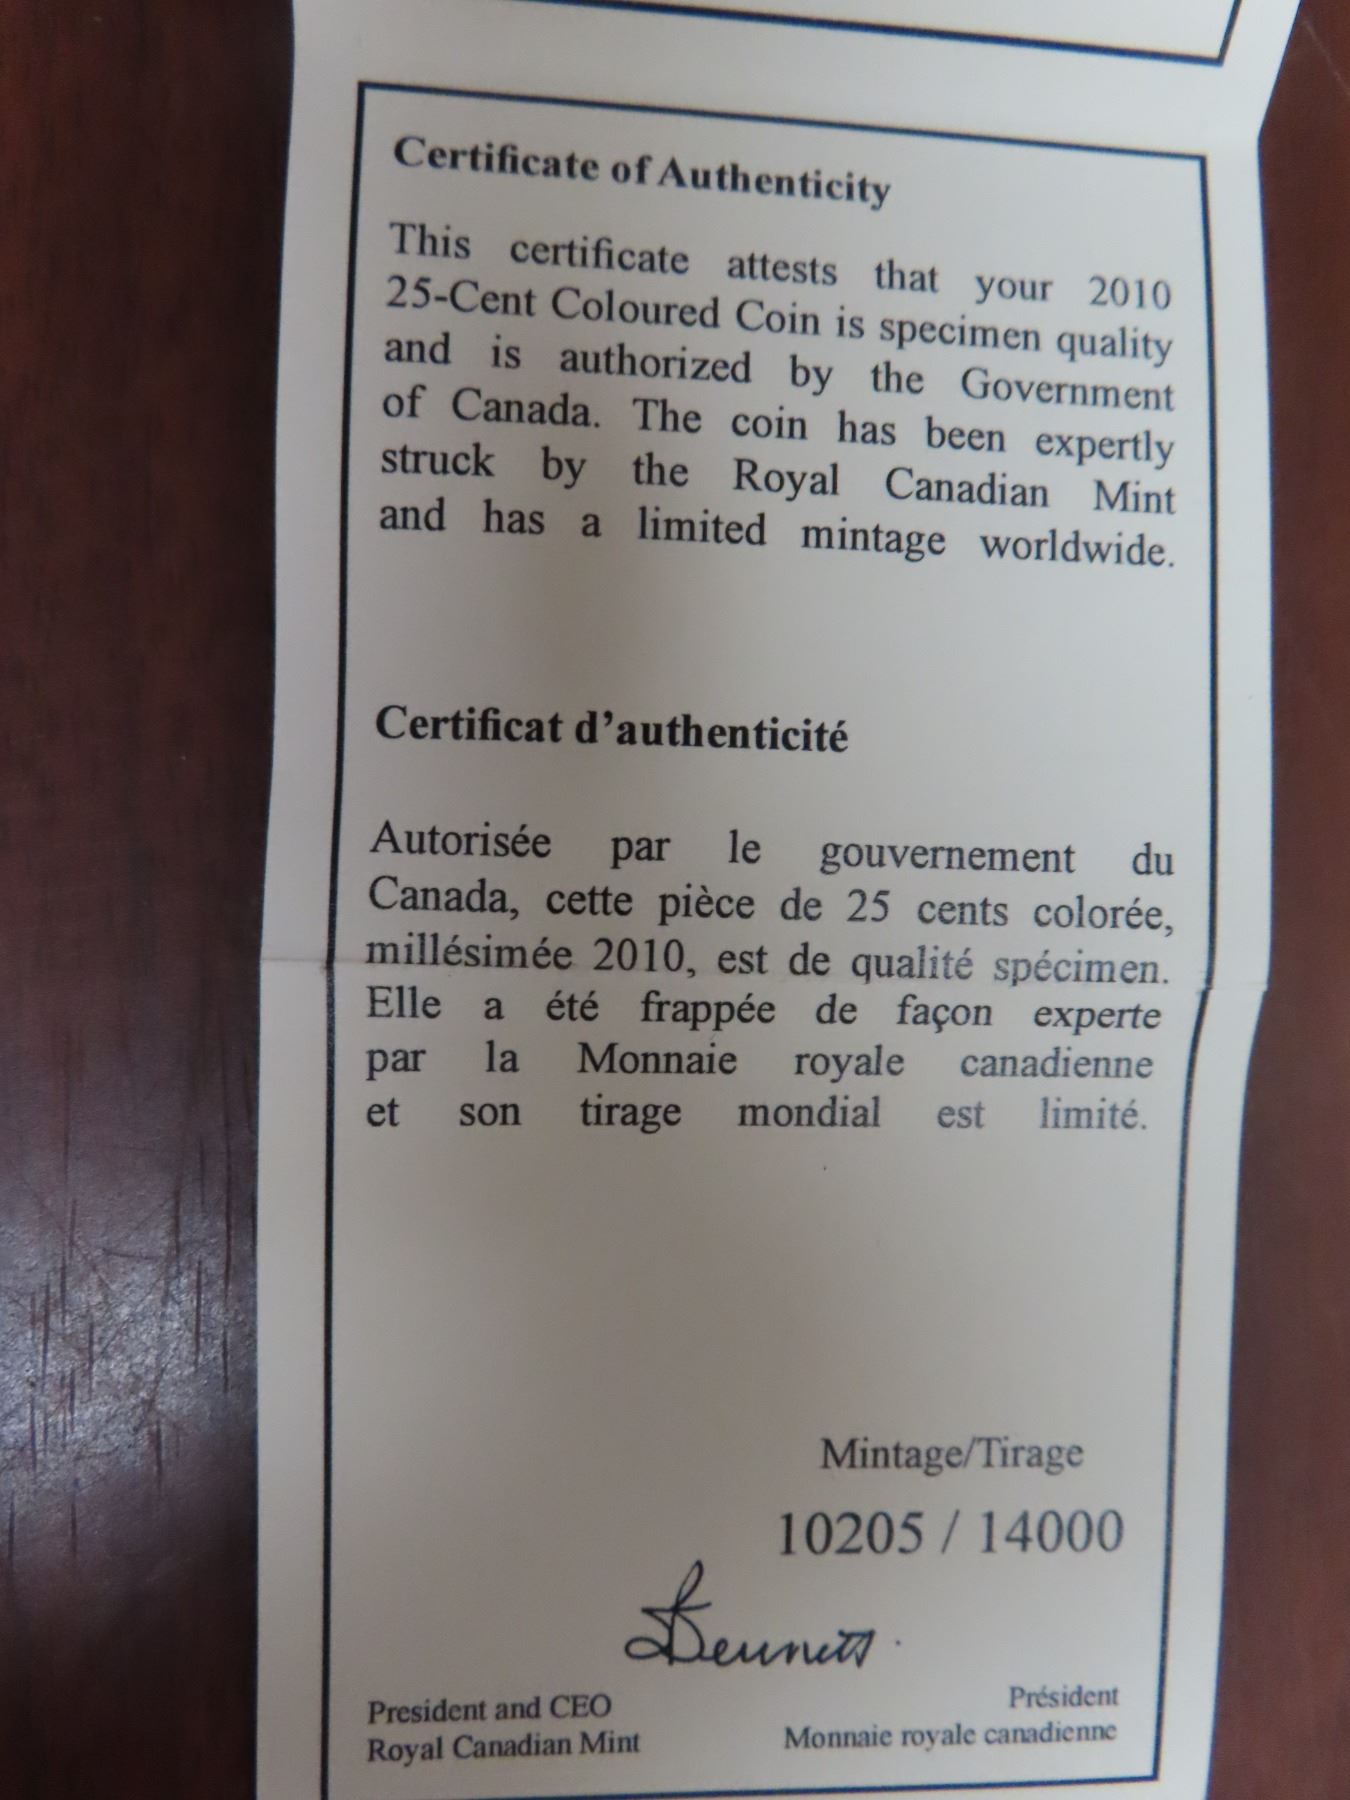 Certificate of Authenticity
This certificate attests that your 2010
25-Cent Coloured Coin is specimen quality
and is authorized by the Government
of Canada. The coin has been expertly
struck by the Royal Canadian Mint
and has a limited mintage worldwide.
Certificat d’authenticité
Autorisée par le gouvernement du
Canada, cette pièce de 25 cents colorée,
millésimée 2010, est de qualité spécimen.
Elle a été frappée de façon experte
par la Monnaie royale canadienne
et son tirage mondial est limité.
Mintage/Tirage
10205 / 14000
Bennett
President and CEO
Royal Canadian Mint
Président
Monnaie royale canadienne